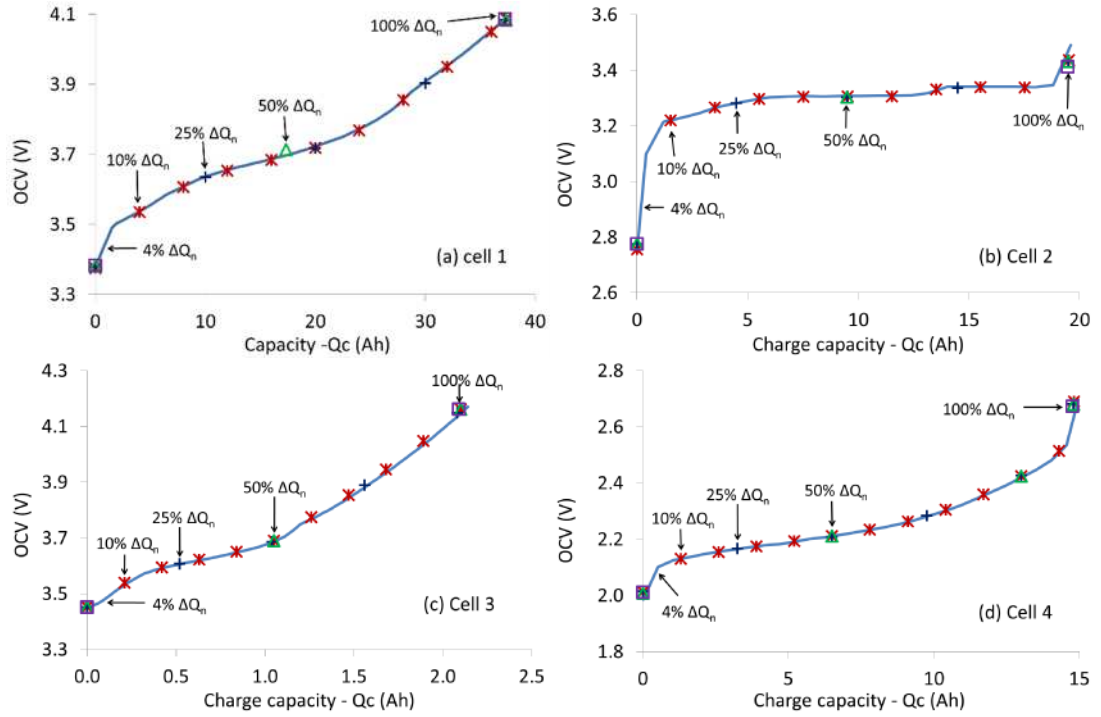 4.1
3.9
3.7
3.5
3.3
OCV (V)
100% ΔQn
50% ΔQn
25% ΔQn
10% ΔQn
4% ΔQn
(a) cell 1
0
10
20
30
40
Capacity -Qc (Ah)
3.6
3.4
3.2
3.0
2.8
2.6
OCV (V)
10% ΔQn
25% ΔQn
50% ΔQn
100% ΔQn
4% ΔQn
(b) Cell 2
0
5
10
15
20
Charge capacity - Qc (Ah)
4.3
4.1
3.9
3.7
3.5
3.3
OCV (V)
100% ΔQn
50% ΔQn
25% ΔQn
10% ΔQn
4% ΔQn
(c) Cell 3
0.0
0.5
1.0
1.5
2.0
2.5
Charge capacity - Qc (Ah)
2.8
2.6
2.4
2.2
2.0
1.8
OCV (V)
100% ΔQn
50% ΔQn
25% ΔQn
10% ΔQn
4% ΔQn
(d) Cell 4
0
5
10
15
Charge capacity - Qc (Ah)